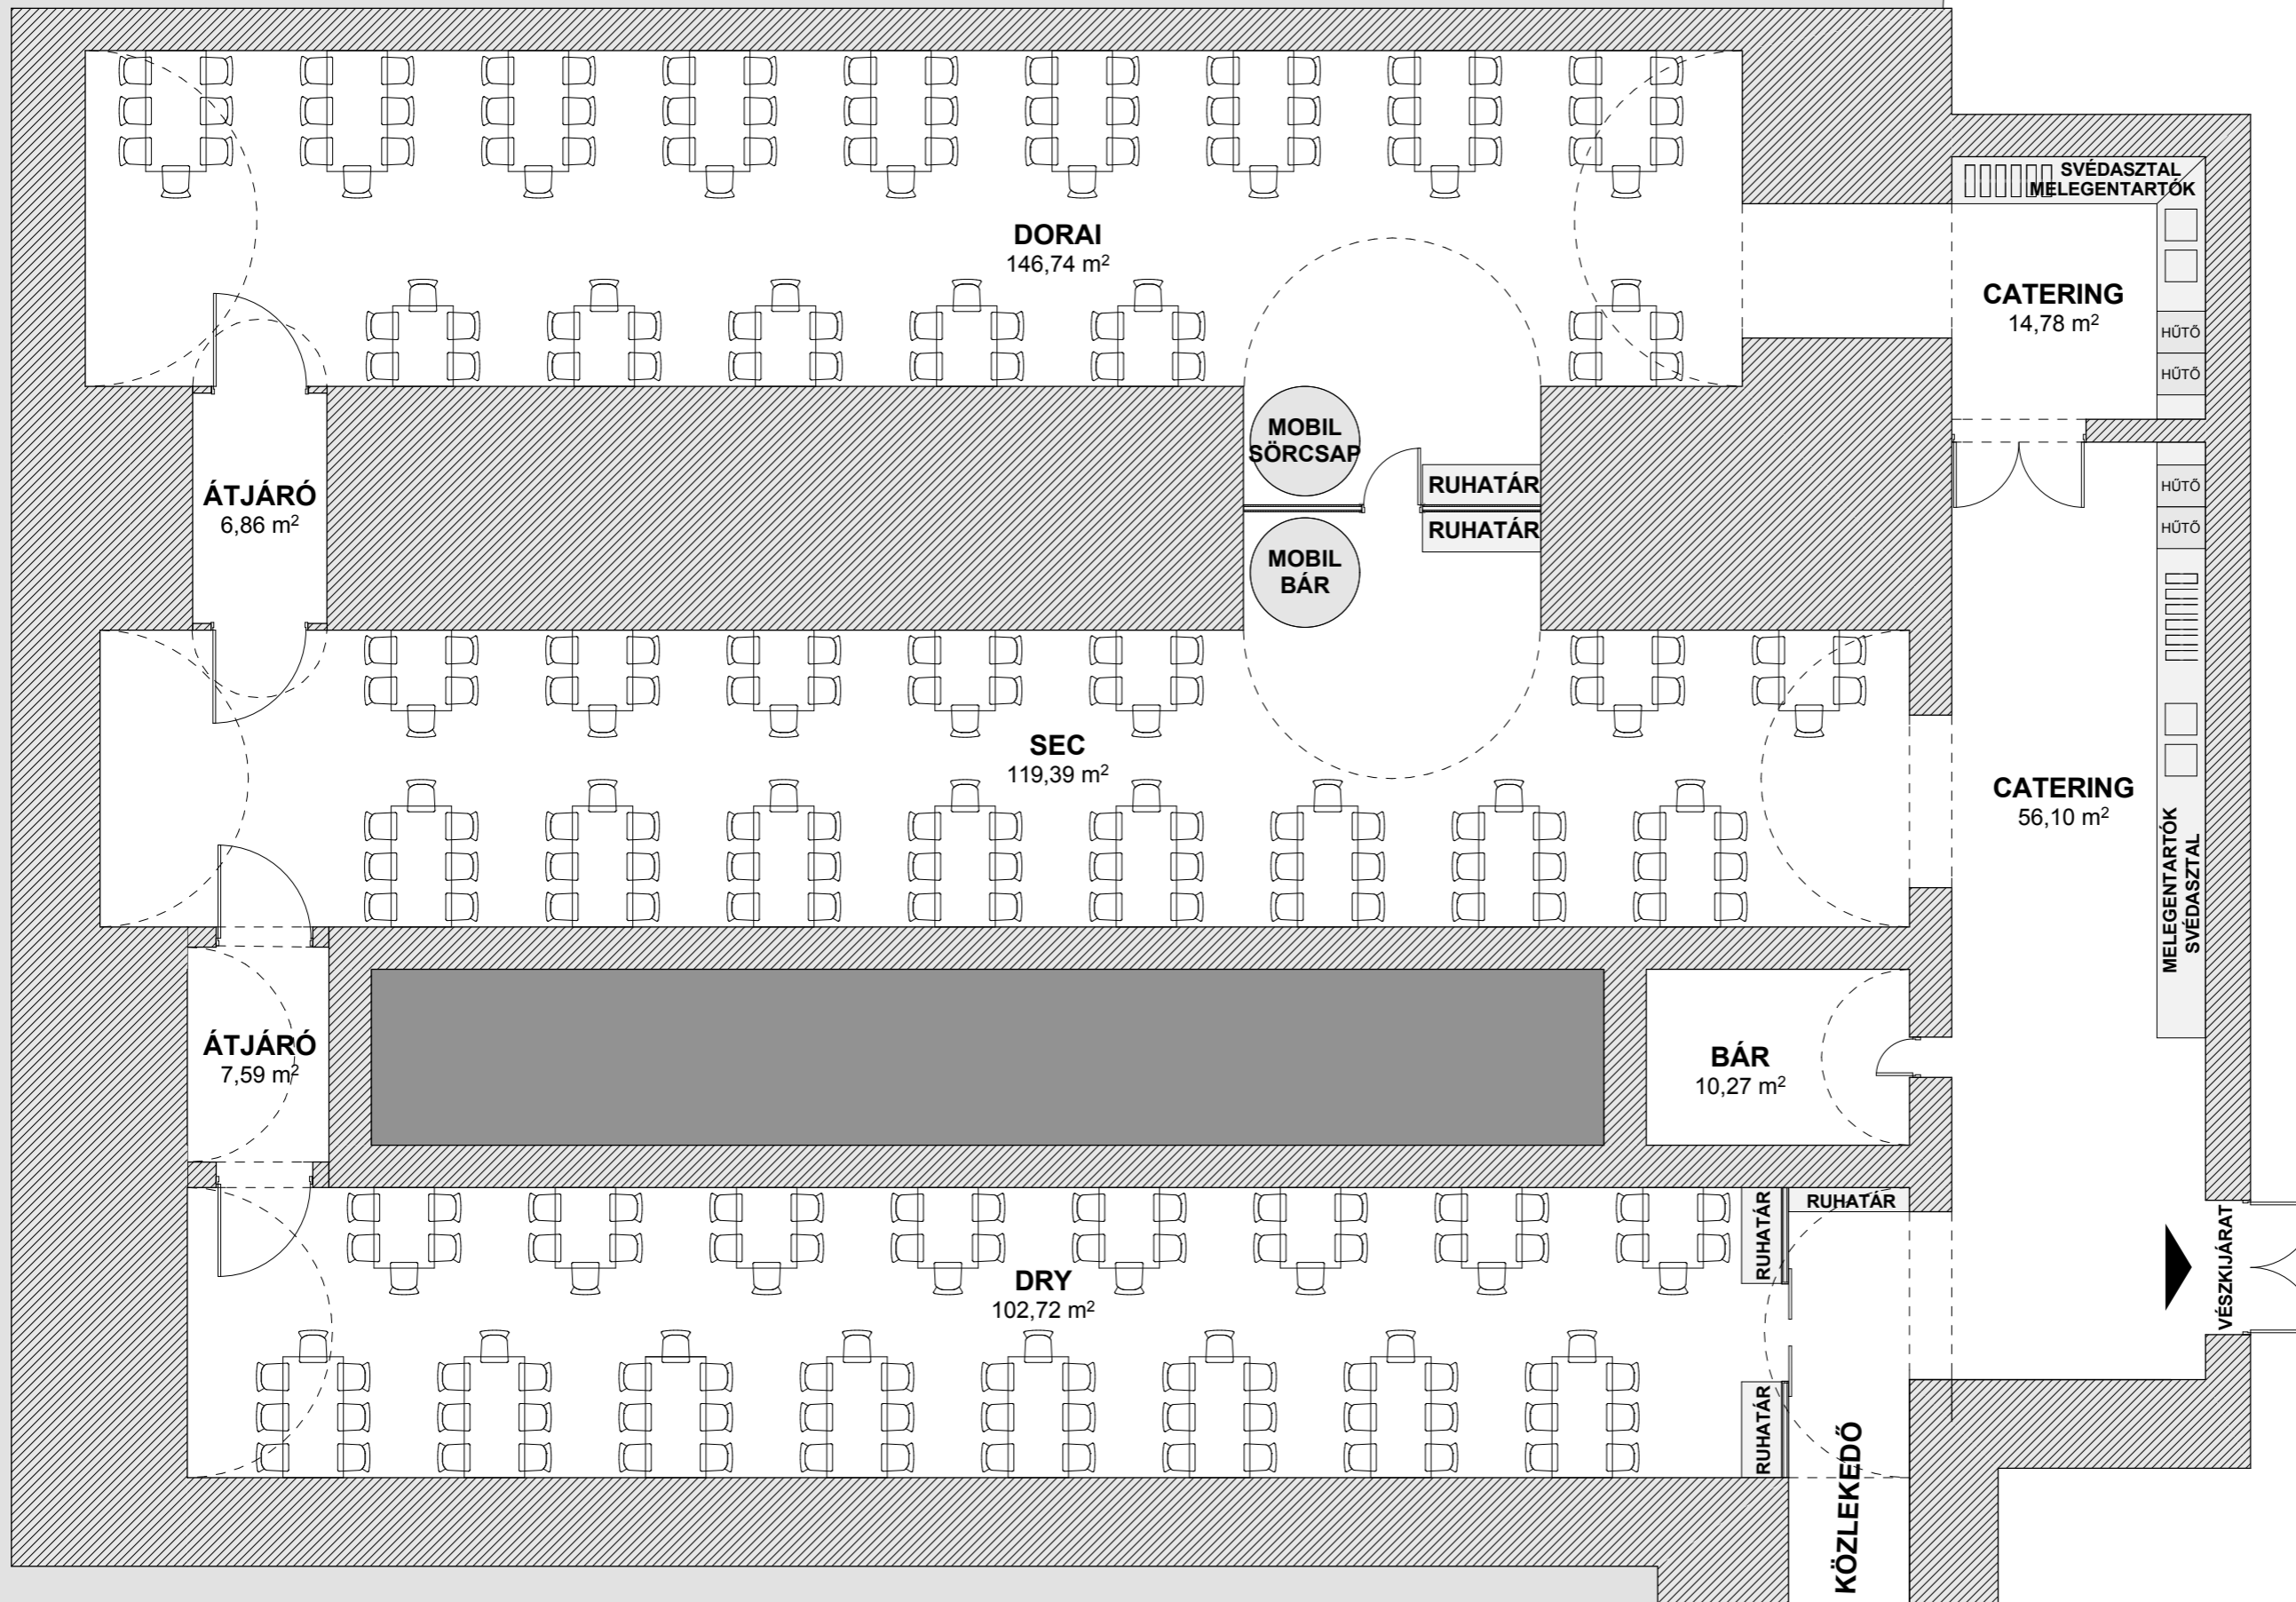 SVÉDASZTAL
MELEGENTARTÓK
DORAI
146,74 m²
CATERING
14,78 m²
HŰTŐ
HŰTŐ
MOBIL
SÖRCSAP
RUHATÁR
RUHATÁR
MOBIL
BÁR
ÁTJÁRÓ
6,86 m²
HŰTŐ
HŰTŐ
SEC
119,39 m²
CATERING
56,10 m²
MELEGENTARTÓK
SVÉDASZTAL
ÁTJÁRÓ
7,59 m²
BÁR
10,27 m²
RUHATÁR
RUHATÁR
DRY
102,72 m²
VÉSZKIJÁRAT
RUHATÁR
KÖZLEKEDŐ